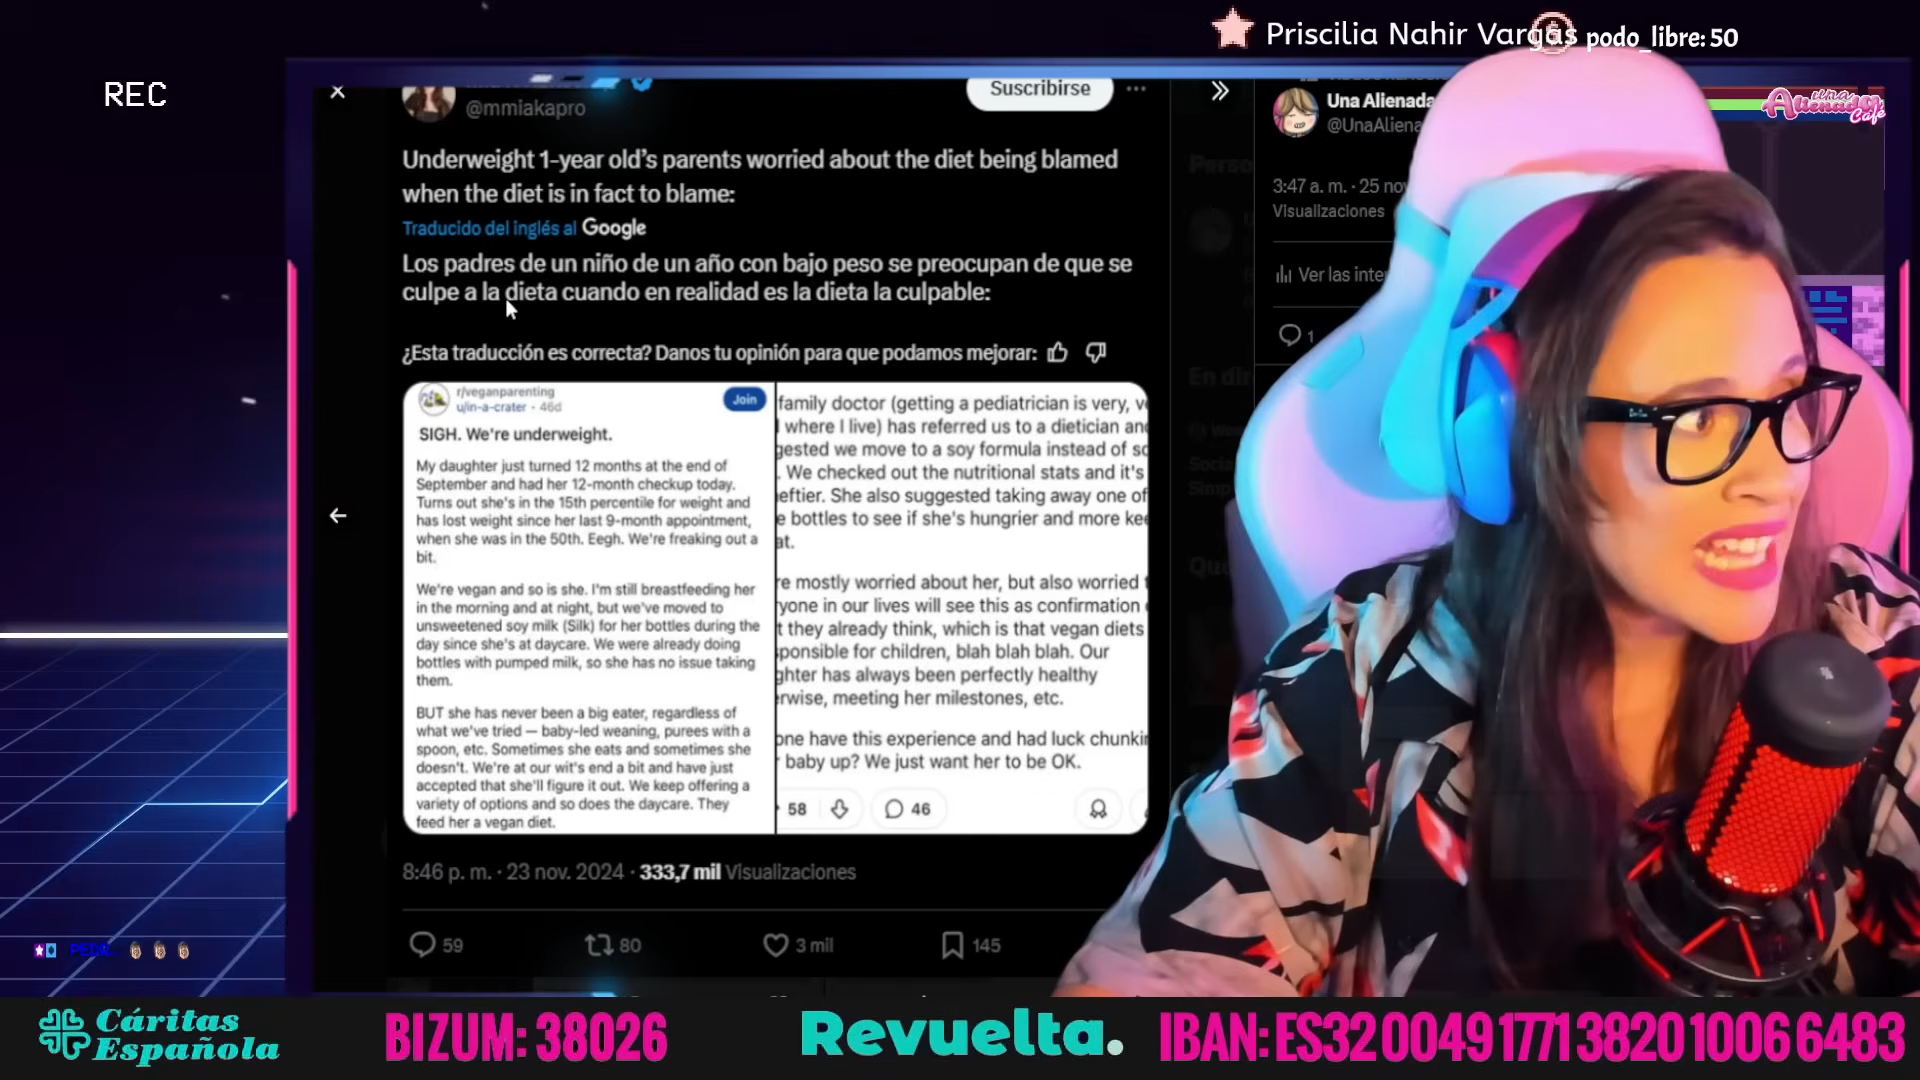 Priscilia Nahir Vargas
podo_libre: 50
REC
Suscribirse
@mmiakapro
Underweight 1-year old's parents worried about the diet being blamed
when the diet is in fact to blame:
Traducido del inglés al Google
Los padres de un niño de un año con bajo peso se preocupan de que se
culpe a la dieta cuando en realidad es la dieta la culpable:
¿Esta traducción es correcta? Danos tu opinión para que podamos mejorar:
r/veganparenting
u/in-a-crater · 46d
Join
SIGH. We're underweight.
My daughter just turned 12 months at the end of
September and had her 12-month checkup today.
Turns out she's in the 15th percentile for weight and
has lost weight since her last 9-month appointment,
when she was in the 50th. Eegh. We're freaking out a
bit.
We're vegan and so is she. I'm still breastfeeding her
in the morning and at night, but we've moved to
unsweetened soy milk (Silk) for her bottles during the
day since she's at daycare. We were already doing
bottles with pumped milk, so she has no issue taking
them.
BUT she has never been a big eater, regardless of
what we've tried — baby-led weaning, purees with a
spoon, etc. Sometimes she eats and sometimes she
doesn't. We're at our wit's end a bit and have just
accepted that she'll figure it out. We keep offering a
variety of options and so does the daycare. They
feed her a vegan diet.
family doctor (getting a pediatrician is very, v
where I live) has referred us to a dietician and
gested we move to a soy formula instead of so
. We checked out the nutritional stats and it's
eftier. She also suggested taking away one of
e bottles to see if she's hungrier and more kee
at.
re mostly worried about her, but also worried t
ryone in our lives will see this as confirmation
t they already think, which is that vegan diets
sponsible for children, blah blah blah. Our
ghter has always been perfectly healthy
erwise, meeting her milestones, etc.
one have this experience and had luck chunkin
baby up? We just want her to be OK.
58
46
8:46 p. m. · 23 nov. 2024 · 333,7 mil Visualizaciones
59
80
3 mil
145
Una Alienada
@UnaAliena
3:47 a. m. · 25 nov
Visualizaciones
Ver las inte
1
Una
Alienada
Café
Cáritas
Española
BIZUM: 38026
Revuelta.
IBAN: ES32 0049 1771 3820 1006 6483